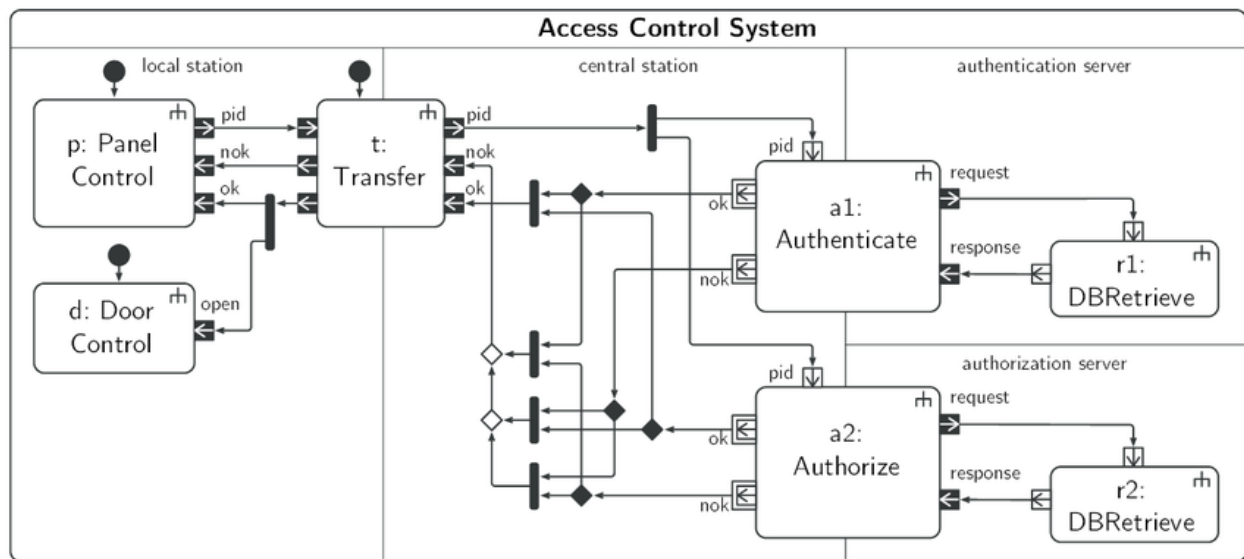 Access Control System
local station
central station
authentication server
p: Panel
Control
pid
nok
ok
t:
Transfer
pid
nok
ok
pid
ok
nok
a1:
Authenticate
request
response
r1:
DBRetrieve
d: Door
Control
open
authorization server
pid
ok
nok
a2:
Authorize
request
response
r2:
DBRetrieve